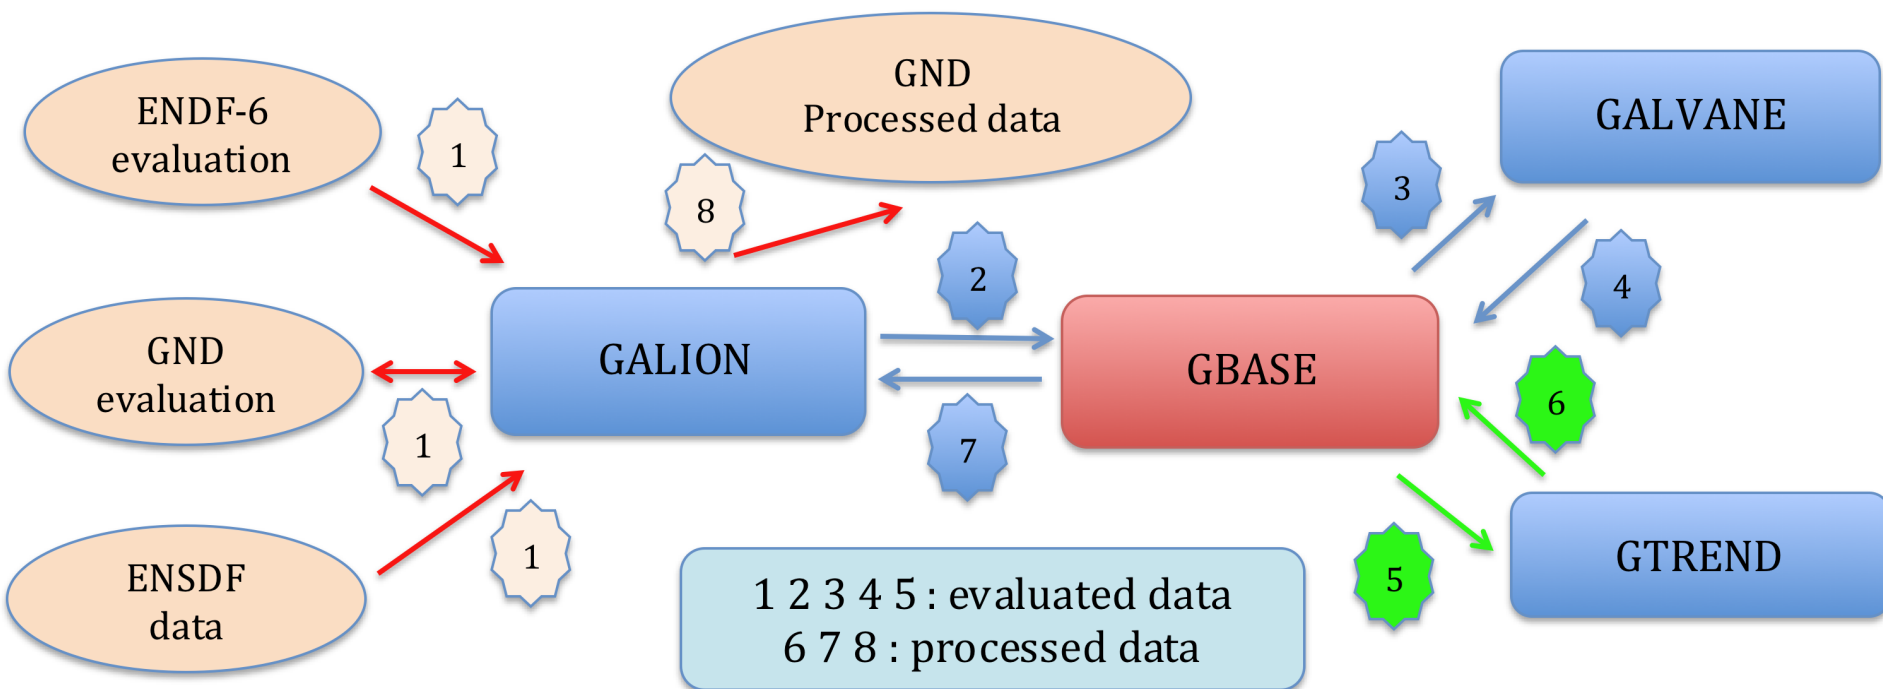 ENDF-6
evaluation
1
GND
Processed data
8
GALVANE
3
4
2
GND
evaluation
1
GALION
GBASE
7
6
ENSDF
data
1
5
GTREND
1 2 3 4 5 : evaluated data
6 7 8 : processed data